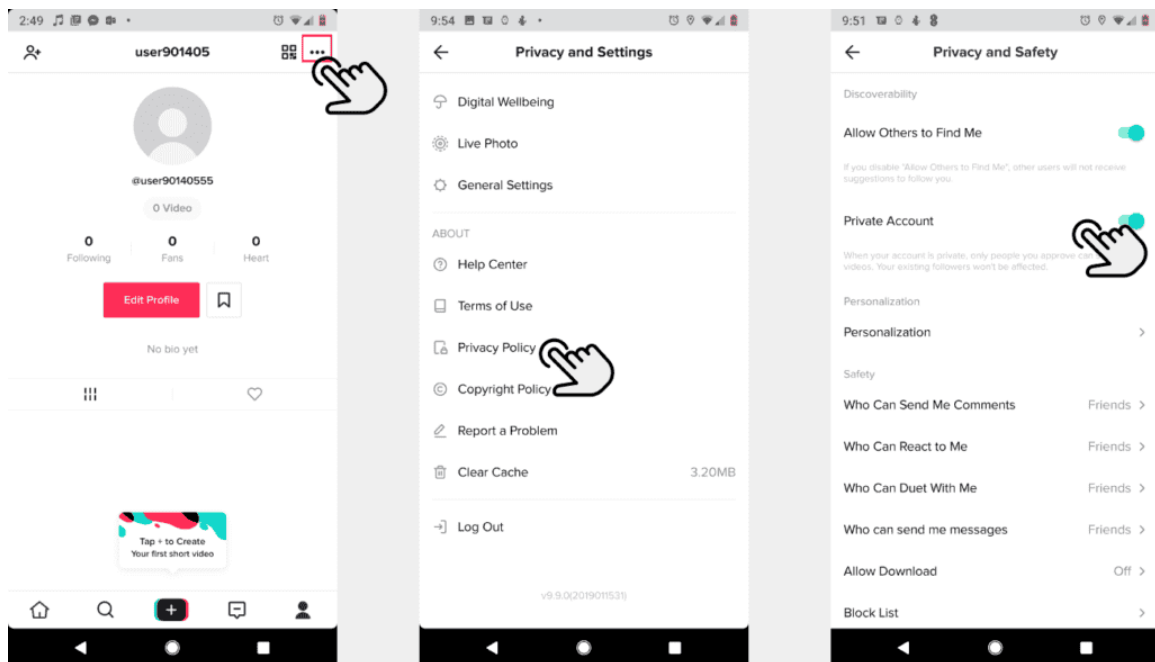 2:49
user901405
@user90140555
0 Video
0 0 0
Following Fans Heart
Edit Profile
No bio yet
Tap + to Create
Your first short video
9:54
Privacy and Settings
Digital Wellbeing
Live Photo
General Settings
ABOUT
Help Center
Terms of Use
Privacy Policy
Copyright Policy
Report a Problem
Clear Cache 3.20MB
Log Out
v9.9.0(2019011531)
9:51
Privacy and Safety
Discoverability
Allow Others to Find Me
If you disable "Allow Others to Find Me", other users will not receive
suggestions to follow you.
Private Account
When your account is private, only people you approve can
videos. Your existing followers won't be affected.
Personalization
Personalization
Safety
Who Can Send Me Comments Friends
Who Can React to Me Friends
Who Can Duet With Me Friends
Who can send me messages Friends
Allow Download Off
Block List